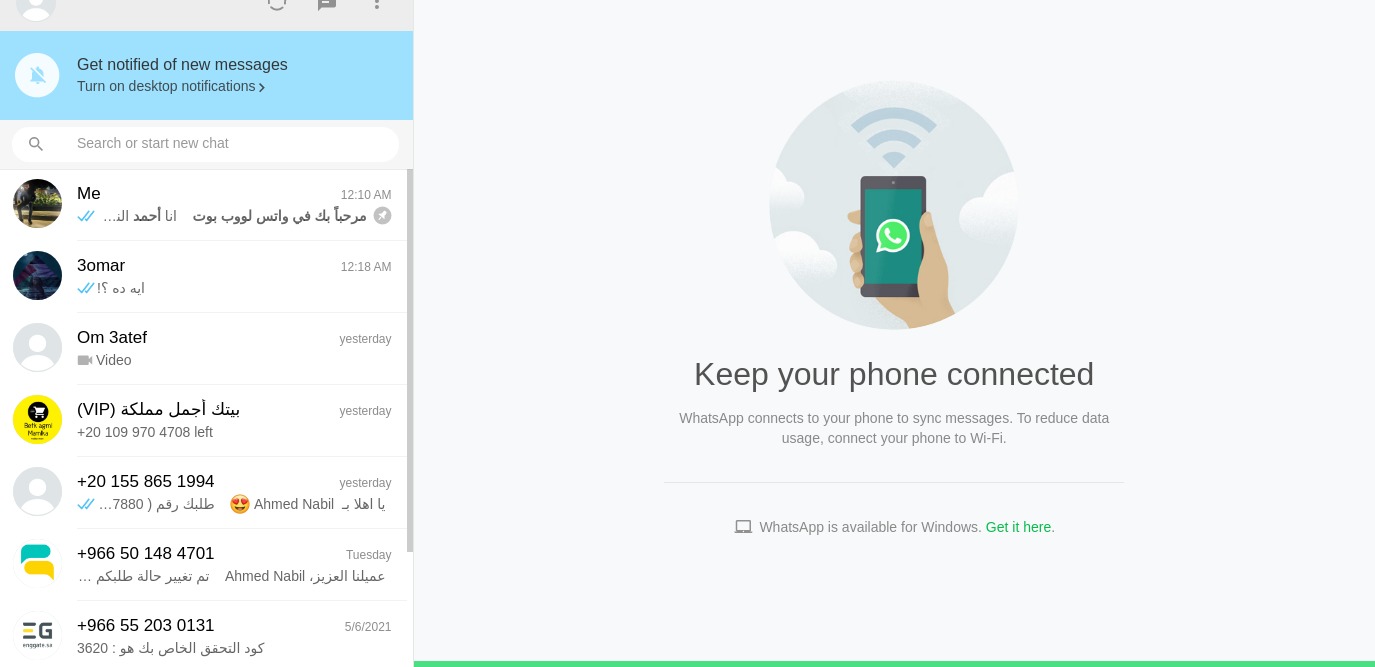 Get notified of new messages
Turn on desktop notifications
Search or start new chat
Me 12:10 AM
مرحباً بك في واتس لووب بوت انا أحمد النـ...
3omar 12:18 AM
ايه ده ؟!
Om 3atef yesterday
Video
بيتك أجمل مملكة (VIP) yesterday
+20 109 970 4708 left
Betk agml
Mamlka
+20 155 865 1994 yesterday
يا اهلا بـ Ahmed Nabil 😍 طلبك رقم ( 7880...
+966 50 148 4701 Tuesday
عميلنا العزيز، Ahmed Nabil تم تغيير حالة طلبكم ...
+966 55 203 0131 5/6/2021
كود التحقق الخاص بك هو : 3620
EG
enggate.sa
Keep your phone connected
WhatsApp connects to your phone to sync messages. To reduce data
usage, connect your phone to Wi-Fi.
WhatsApp is available for Windows. Get it here.